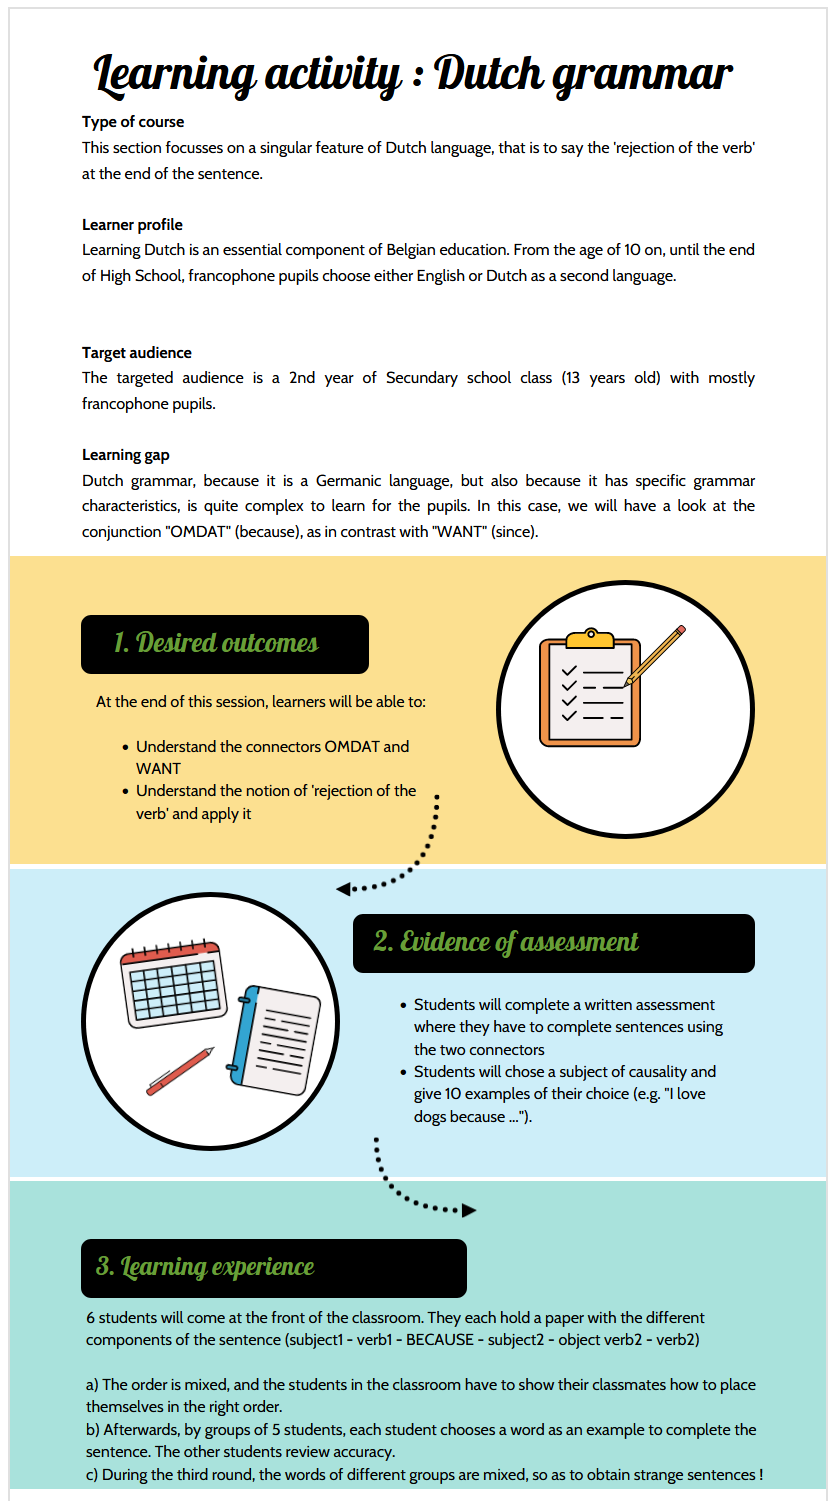 Learning activity : Dutch grammar
Type of course
This section focusses on a singular feature of Dutch language, that is to say the 'rejection of the verb'
at the end of the sentence.
Learner profile
Learning Dutch is an essential component of Belgian education. From the age of 10 on, until the end
of High School, francophone pupils choose either English or Dutch as a second language.
Target audience
The targeted audience is a 2nd year of Secundary school class (13 years old) with mostly
francophone pupils.
Learning gap
Dutch grammar, because it is a Germanic language, but also because it has specific grammar
characteristics, is quite complex to learn for the pupils. In this case, we will have a look at the
conjunction "OMDAT" (because), as in contrast with "WANT" (since).
1. Desired outcomes
At the end of this session, learners will be able to:
• Understand the connectors OMDAT and
WANT
• Understand the notion of 'rejection of the
verb' and apply it
2. Evidence of assessment
• Students will complete a written assessment
where they have to complete sentences using
the two connectors
• Students will chose a subject of causality and
give 10 examples of their choice (e.g. "I love
dogs because ...").
3. Learning experience
6 students will come at the front of the classroom. They each hold a paper with the different
components of the sentence (subject1 - verb1 - BECAUSE - subject2 - object verb2 - verb2)
a) The order is mixed, and the students in the classroom have to show their classmates how to place
themselves in the right order.
b) Afterwards, by groups of 5 students, each student chooses a word as an example to complete the
sentence. The other students review accuracy.
c) During the third round, the words of different groups are mixed, so as to obtain strange sentences !